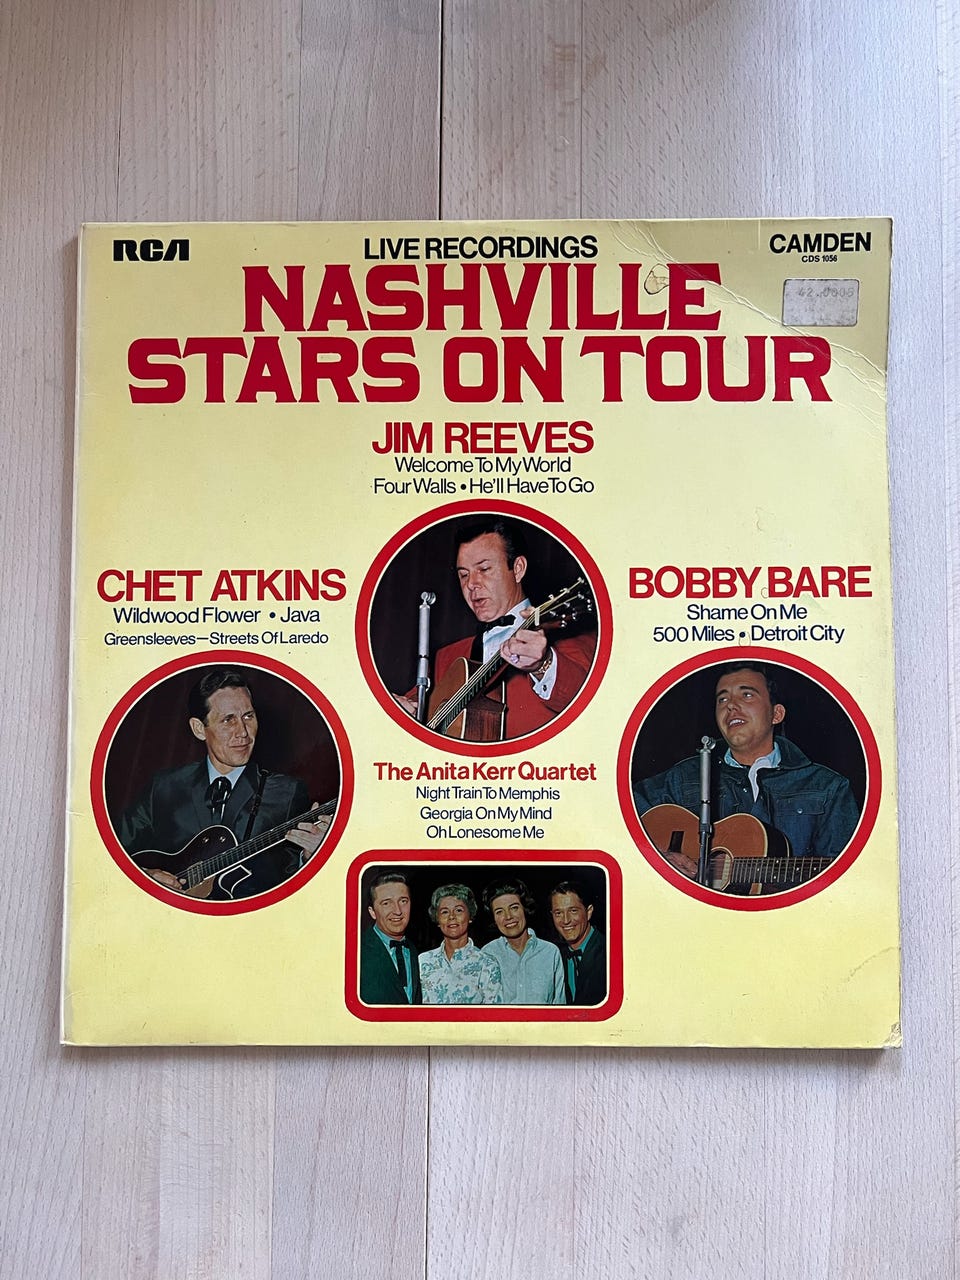 RCA
LIVE RECORDINGS
CAMDEN
CDS 1056
NASHVILLE
STARS ON TOUR
JIM REEVES
Welcome To My World
Four Walls • He'll Have To Go
CHET ATKINS
Wildwood Flower • Java
Greensleeves—Streets Of Laredo
BOBBY BARE
Shame On Me
500 Miles • Detroit City
The Anita Kerr Quartet
Night Train To Memphis
Georgia On My Mind
Oh Lonesome Me